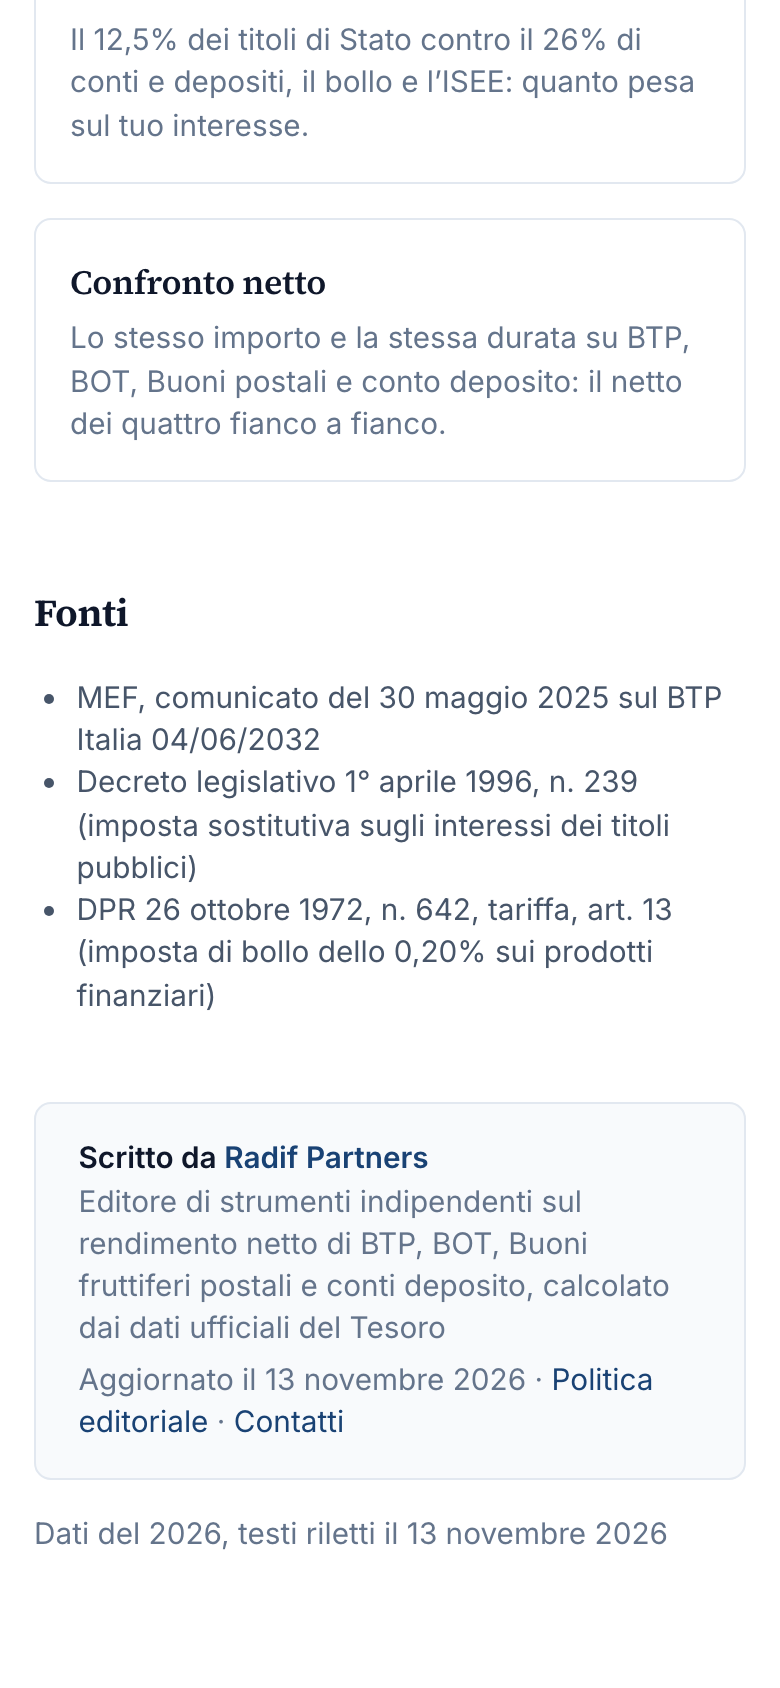 Il 12,5% dei titoli di Stato contro il 26% di
conti e depositi, il bollo e l’ISEE: quanto pesa
sul tuo interesse.
Confronto netto
Lo stesso importo e la stessa durata su BTP,
BOT, Buoni postali e conto deposito: il netto
dei quattro fianco a fianco.
Fonti
• MEF, comunicato del 30 maggio 2025 sul BTP
Italia 04/06/2032
• Decreto legislativo 1° aprile 1996, n. 239
(imposta sostitutiva sugli interessi dei titoli
pubblici)
• DPR 26 ottobre 1972, n. 642, tariffa, art. 13
(imposta di bollo dello 0,20% sui prodotti
finanziari)
Scritto da Radif Partners
Editore di strumenti indipendenti sul
rendimento netto di BTP, BOT, Buoni
fruttiferi postali e conti deposito, calcolato
dai dati ufficiali del Tesoro
Aggiornato il 13 novembre 2026 · Politica
editoriale · Contatti
Dati del 2026, testi riletti il 13 novembre 2026